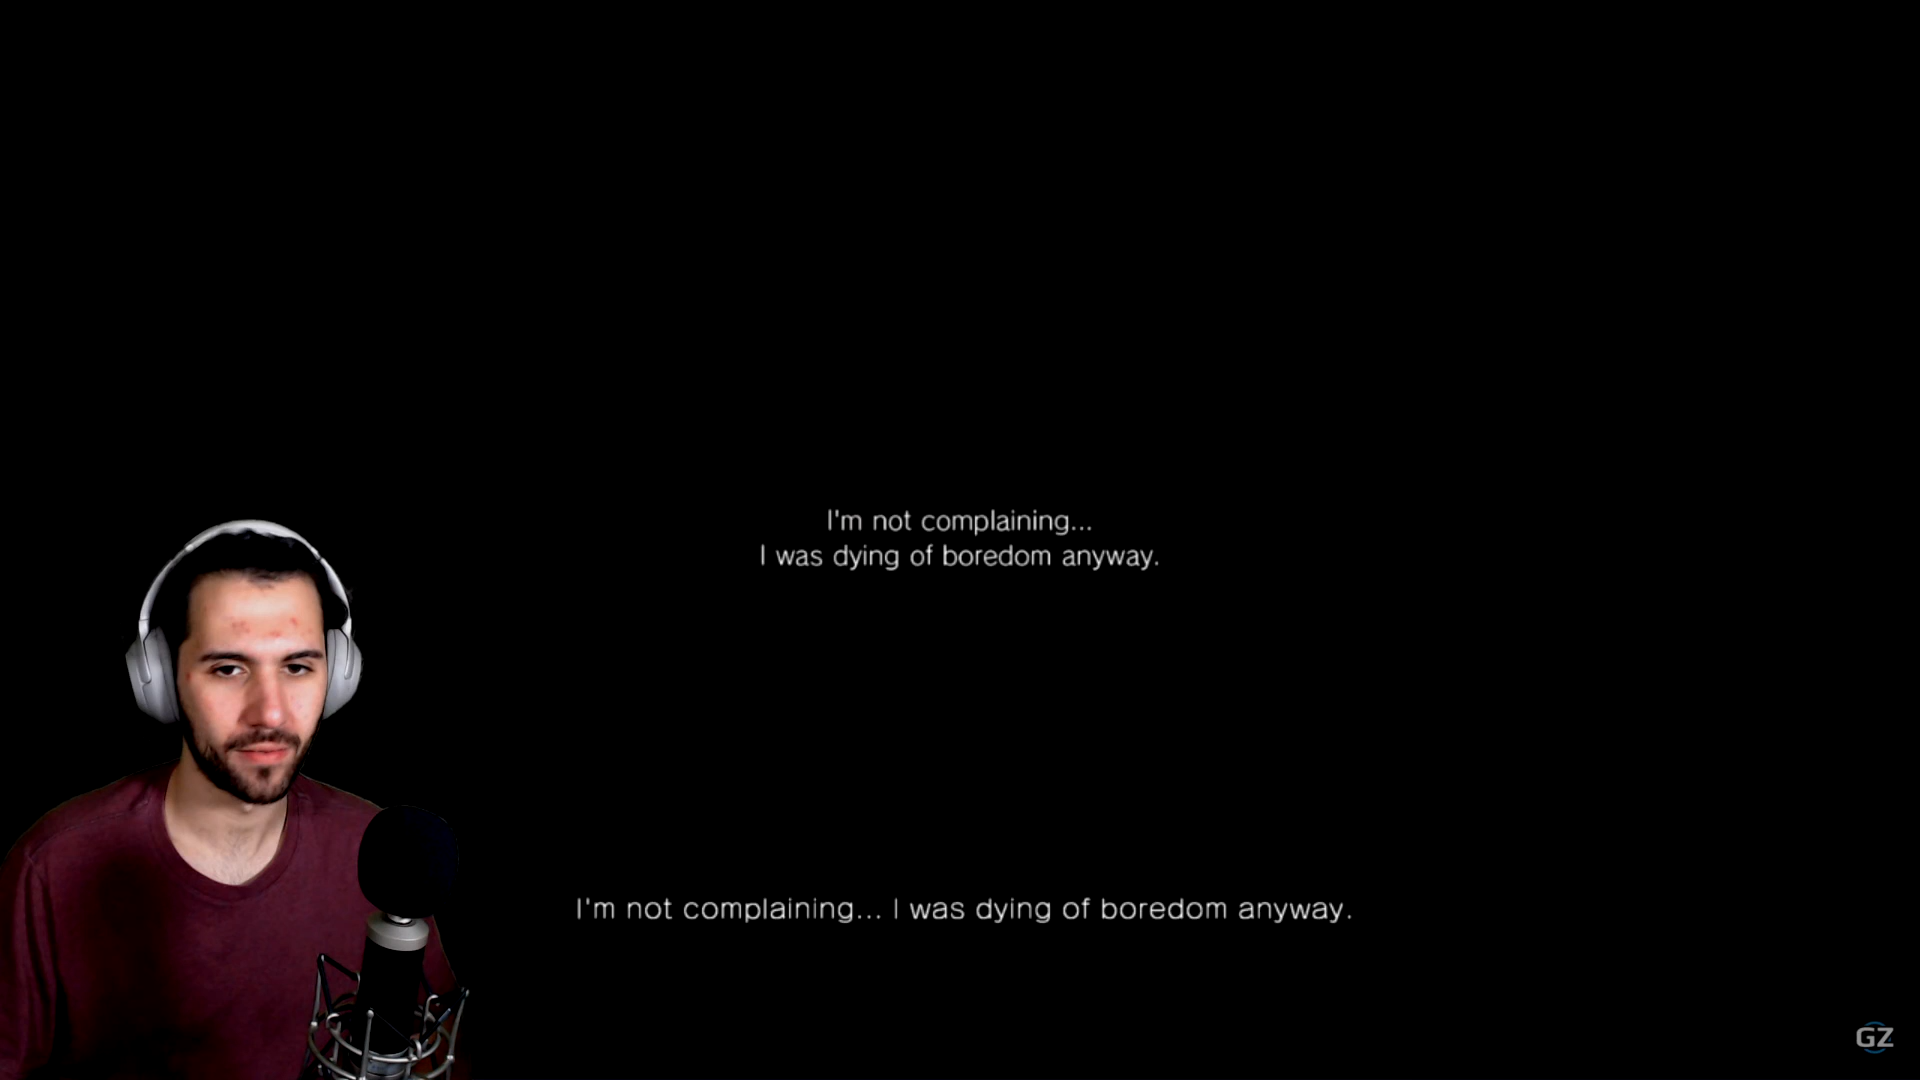 I'm not complaining...
I was dying of boredom anyway.
I'm not complaining... I was dying of boredom anyway.
GZ